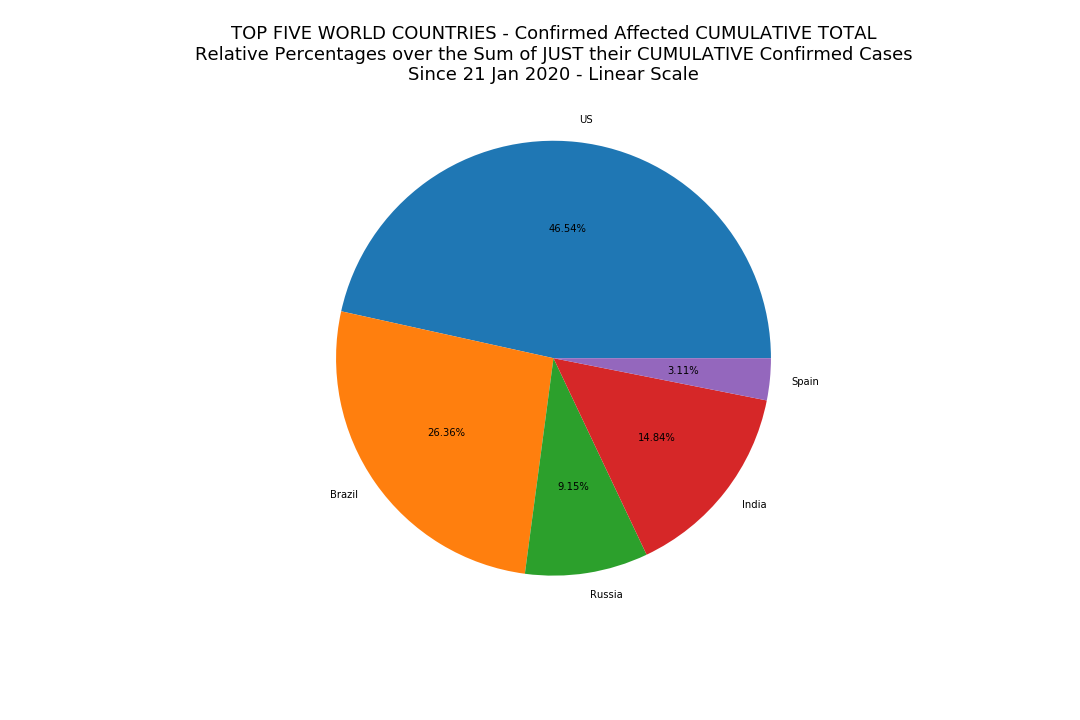 TOP FIVE WORLD COUNTRIES - Confirmed Affected CUMULATIVE TOTAL
Relative Percentages over the Sum of JUST their CUMULATIVE Confirmed Cases
Since 21 Jan 2020 - Linear Scale
US
46.54%
3.11%
Spain
26.36%
14.84%
9.15%
Brazil
India
Russia